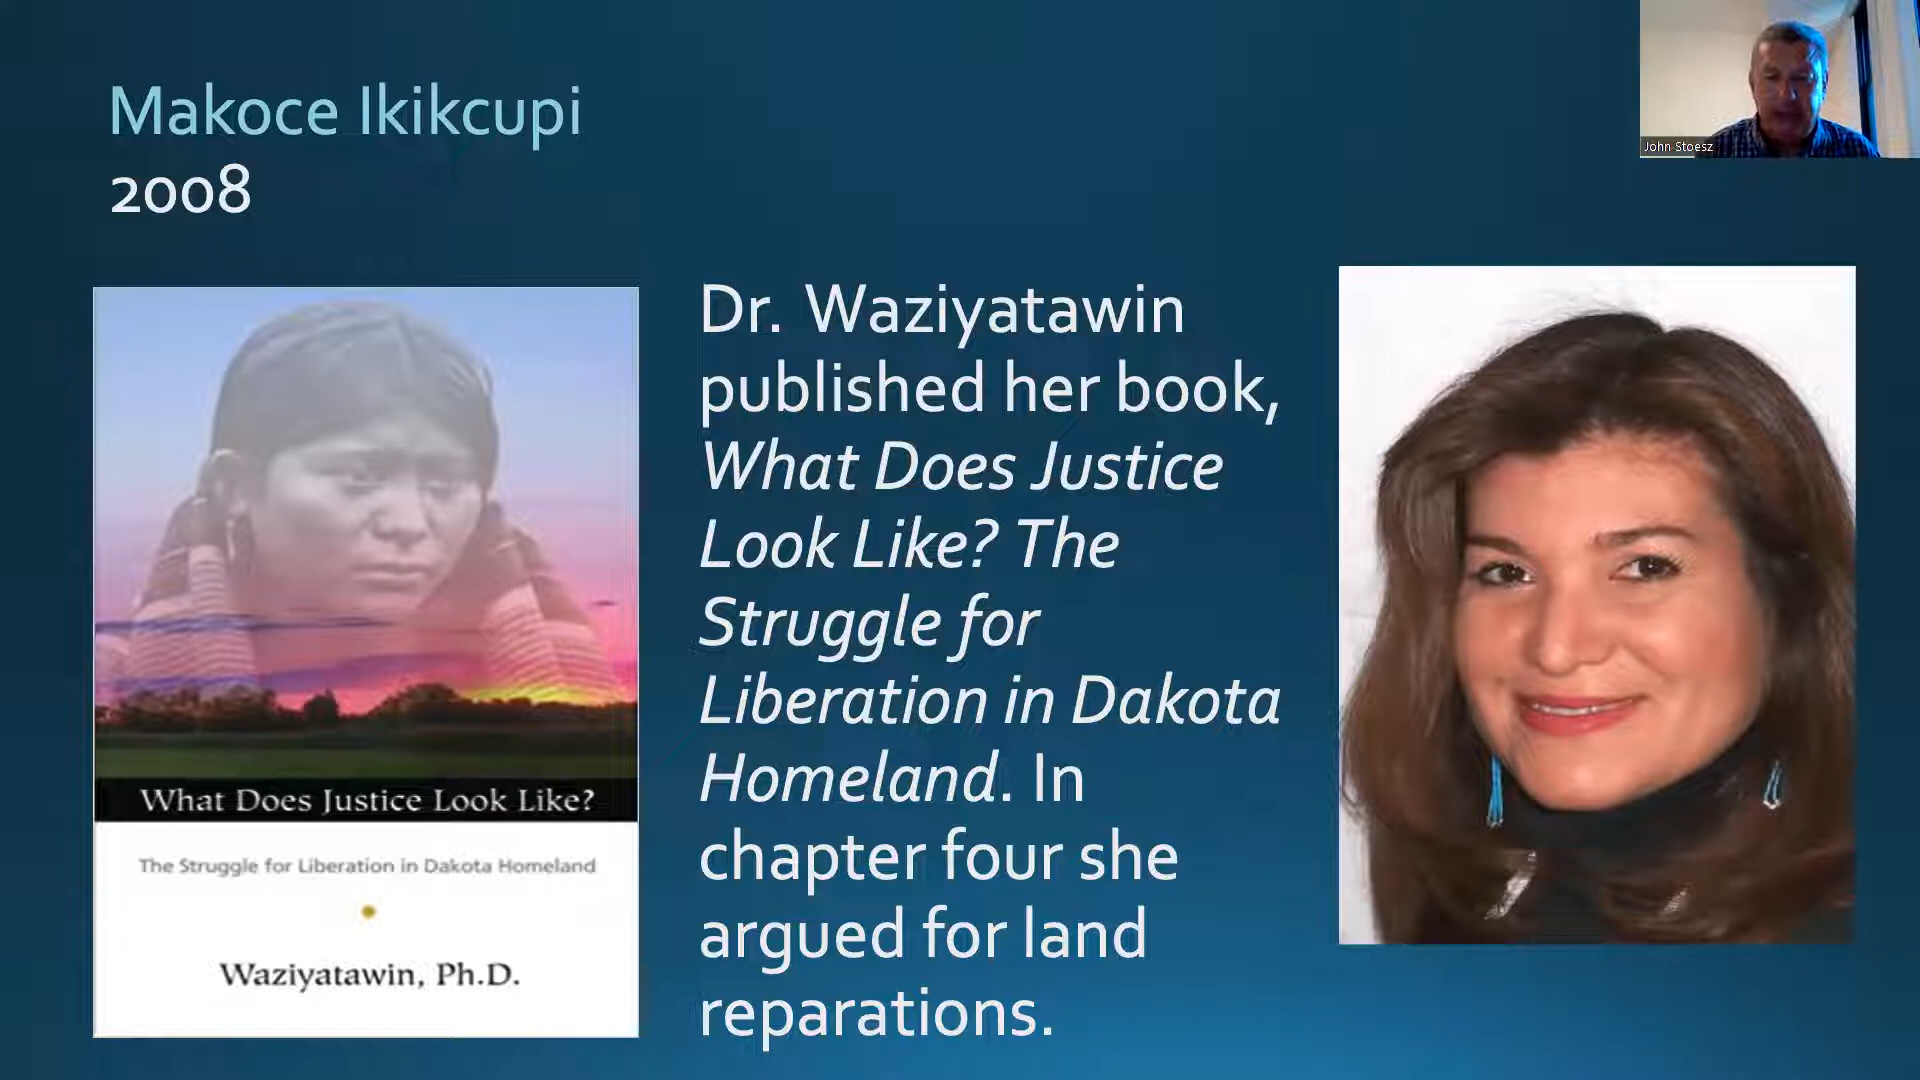 Makoce Ikikcupi
2008
John Stoesz
What Does Justice Look Like?
The Struggle for Liberation in Dakota Homeland
Waziyatawin, Ph.D.
Dr. Waziyatawin
published her book,
What Does Justice
Look Like? The
Struggle for
Liberation in Dakota
Homeland. In
chapter four she
argued for land
reparations.